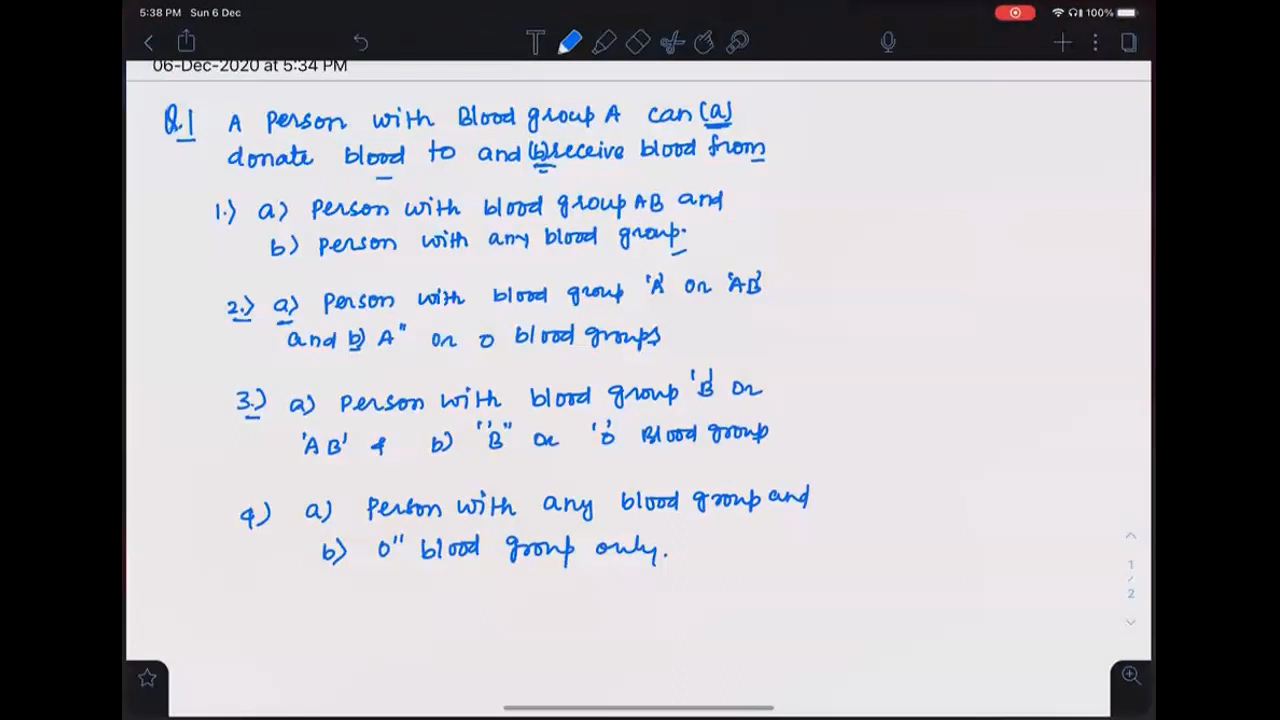 5:38 PM Sun 6 Dec
100%
06-Dec-2020 at 5:34 PM
Q.1 A Person with Blood group A can (a)
donate blood to and (b) receive blood from
1.) a) Person with blood group AB and
b) Person with any blood group.
2.) a) Person with blood group 'A' or 'AB'
and b) A" or O blood groups
3.) a) Person with blood group 'B' or
'AB' & b) "B" or 'O' Blood group
4) a) Person with any blood group and
b) O" blood group only.
1
/
2